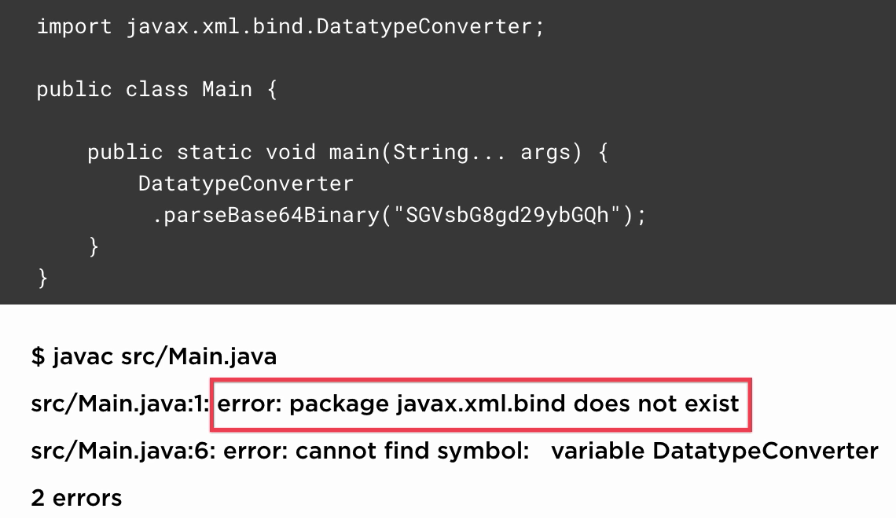 import javax.xml.bind.DatatypeConverter;
public class Main {
public static void main(String... args) {
DatatypeConverter
.parseBase64Binary("SGVsbG8gd29ybGQh");
}
}
$ javac src/Main.java
src/Main.java:1: error: package javax.xml.bind does not exist
src/Main.java:6: error: cannot find symbol: variable DatatypeConverter
2 errors